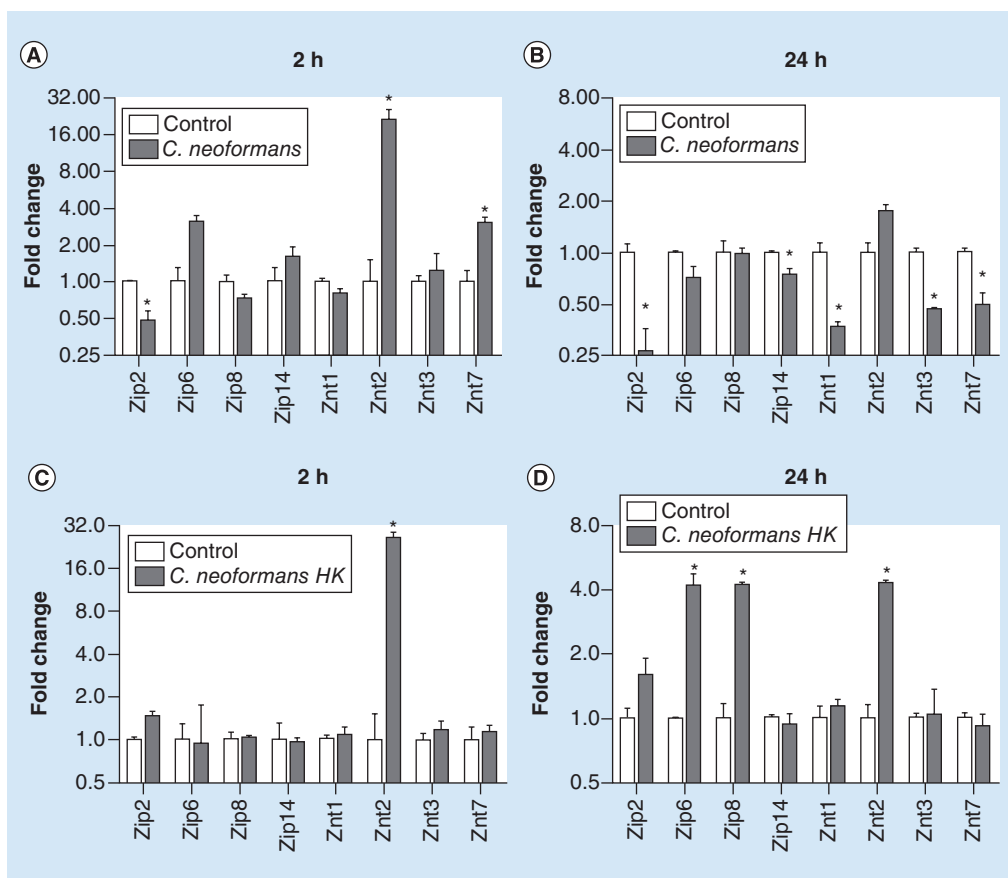 A
2 h
Fold change
32.00
16.00
8.00
4.00
2.00
1.00
0.50
0.25
Control
C. neoformans
*
*
*
Zip2
Zip6
Zip8
Zip14
Znt1
Znt2
Znt3
Znt7
B
24 h
Fold change
8.00
4.00
2.00
1.00
0.50
0.25
Control
C. neoformans
*
*
*
*
*
Zip2
Zip6
Zip8
Zip14
Znt1
Znt2
Znt3
Znt7
C
2 h
Fold change
32.0
16.0
8.0
4.0
2.0
1.0
0.5
Control
C. neoformans HK
*
Zip2
Zip6
Zip8
Zip14
Znt1
Znt2
Znt3
Znt7
D
24 h
Fold change
8.0
4.0
2.0
1.0
0.5
Control
C. neoformans HK
*
*
*
Zip2
Zip6
Zip8
Zip14
Znt1
Znt2
Znt3
Znt7